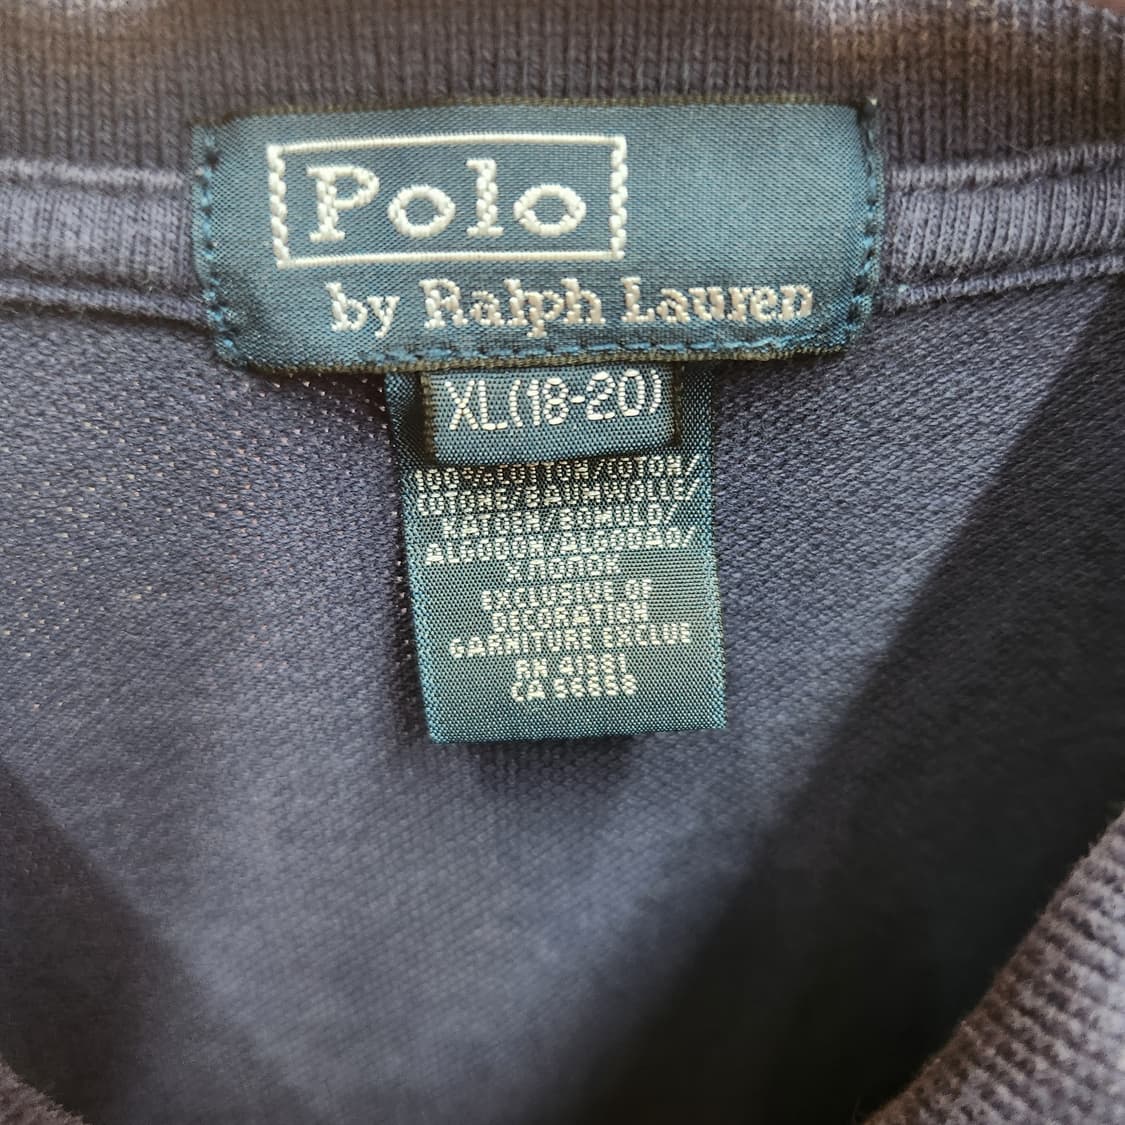 Polo
by Ralph Lauren
XL(18-20)
100% COTTON/COTON/
COTONE/BAUMWOLLE/
KATOEN/BOMULD/
ALGODON/ALGODAO/
ХЛОПОК
EXCLUSIVE OF
DECORATION
GARNITURE EXCLUE
RN 41381
CA